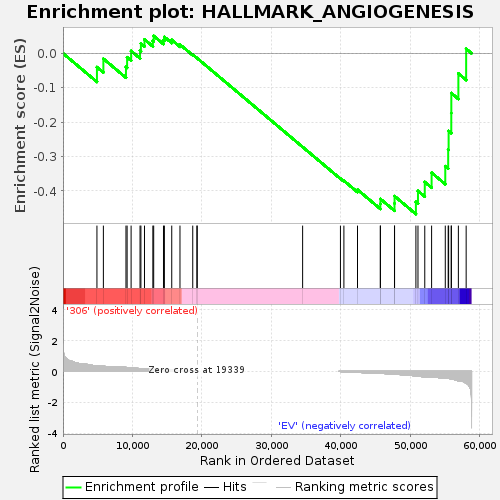 Enrichment plot: HALLMARK_ANGIOGENESIS
Enrichment score (ES)
0.0
-0.1
-0.2
-0.3
-0.4
'306' (positively correlated)
Ranked list metric (Signal2Noise)
4
2
0
-2
-4
Zero cross at 19339
'EV' (negatively correlated)
0
10,000
20,000
30,000
40,000
50,000
60,000
Rank in Ordered Dataset
Enrichment profile
Hits
Ranking metric scores